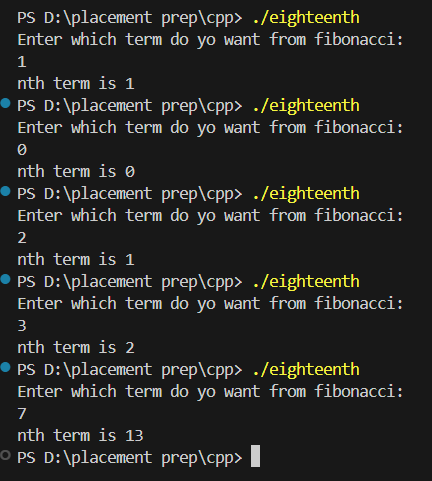 PS D:\placement prep\cpp> ./eighteenth
Enter which term do yo want from fibonacci:
1
nth term is 1
PS D:\placement prep\cpp> ./eighteenth
Enter which term do yo want from fibonacci:
0
nth term is 0
PS D:\placement prep\cpp> ./eighteenth
Enter which term do yo want from fibonacci:
2
nth term is 1
PS D:\placement prep\cpp> ./eighteenth
Enter which term do yo want from fibonacci:
3
nth term is 2
PS D:\placement prep\cpp> ./eighteenth
Enter which term do yo want from fibonacci:
7
nth term is 13
PS D:\placement prep\cpp>